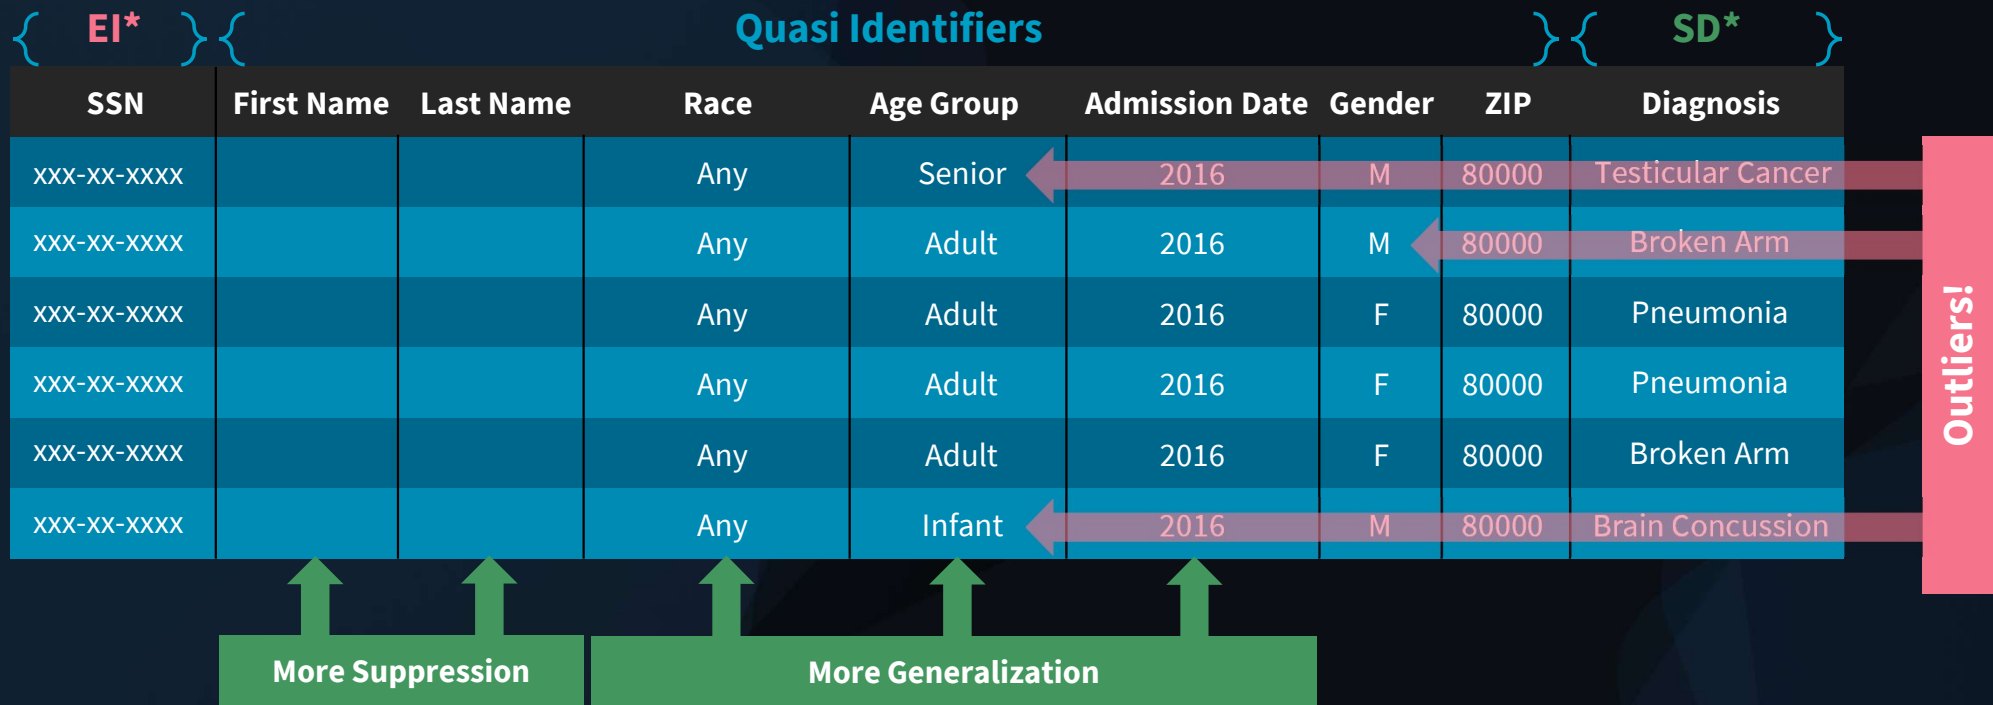 EI* Quasi Identifiers SD*
SSN First Name Last Name Race Age Group Admission Date Gender ZIP Diagnosis
xxx-xx-xxxx Any Senior 2016 M 80000 Testicular Cancer
xxx-xx-xxxx Any Adult 2016 M 80000 Broken Arm
xxx-xx-xxxx Any Adult 2016 F 80000 Pneumonia
xxx-xx-xxxx Any Adult 2016 F 80000 Pneumonia
xxx-xx-xxxx Any Adult 2016 F 80000 Broken Arm
xxx-xx-xxxx Any Infant 2016 M 80000 Brain Concussion
Outliers!
More Suppression More Generalization